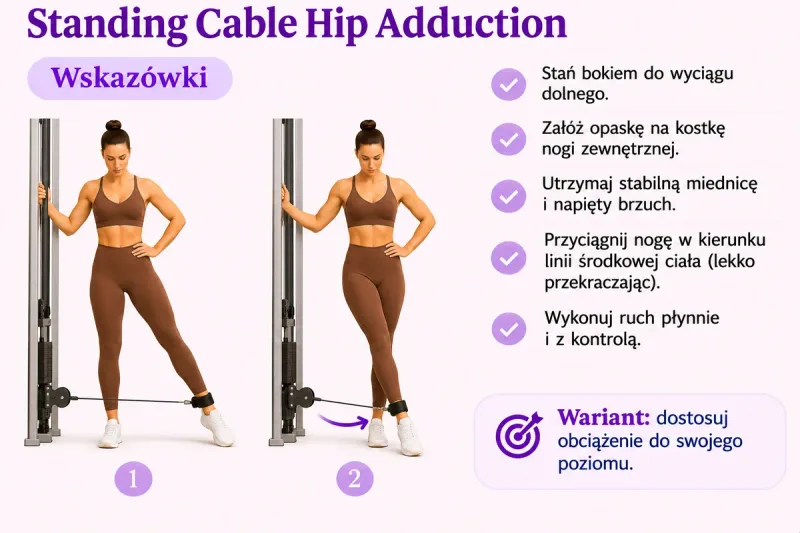 Standing Cable Hip Adduction
Wskazówki
Stań bokiem do wyciągu
dolnego.
Załóż opaskę na kostkę
nogi zewnętrznej.
Utrzymaj stabilną miednicę
i napięty brzuch.
Przyciągnij nogę w kierunku
linii środkowej ciała (lekko
przekraczając).
Wykonuj ruch płynnie
i z kontrolą.
Wariant: dostosuj
obciążenie do swojego
poziomu.
1
2